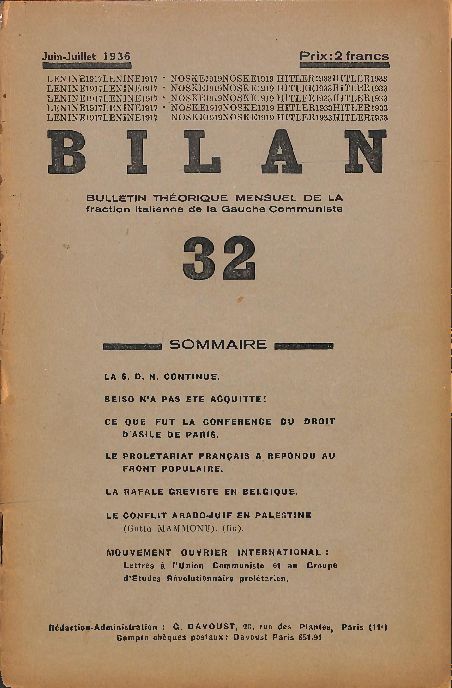 Juin-Juillet 1936
Prix: 2 francs
LENINE1917LENINE1917 - NOSKE1919NOSKE1919 HITLER1933HITLER1933
LENINE1917LENINE1917 - NOSKE1919NOSKE1919 HITLER1933HITLER1933
LENINE1917LENINE1917 - NOSKE1919NOSKE1919 HITLER1933HITLER1933
LENINE1917LENINE1917 - NOSKE1919NOSKE1919 HITLER1933HITLER1933
LENINE1917LENINE1917 NOSKE1919NOSKE1919 HITLER1933HITLER1933
BILAN
BULLETIN THÉORIQUE MENSUEL DE LA
fraction Italienne de la Gauche Communiste
32
SOMMAIRE
LA S. D. N. CONTINUE.
BEISO N'A PAS ETE ACQUITTE!
CE QUE FUT LA CONFERENCE DU DROIT
D'ASILE DE PARIS.
LE PROLETARIAT FRANÇAIS A REPONDU AU
FRONT POPULAIRE.
LA RAFALE GREVISTE EN BELGIQUE.
LE CONFLIT ARABO-JUIF EN PALESTINE
(Gatto MAMMONE). (fin).
MOUVEMENT OUVRIER INTERNATIONAL :
Lettres à l'Union Communiste et au Groupe
d'Etudes Révolutionnaire prolétarien.
Rédaction-Administration : G. DAVOUST, rue des Plantes, Paris
Compte chèques postaux : Davoust Paris 651.91